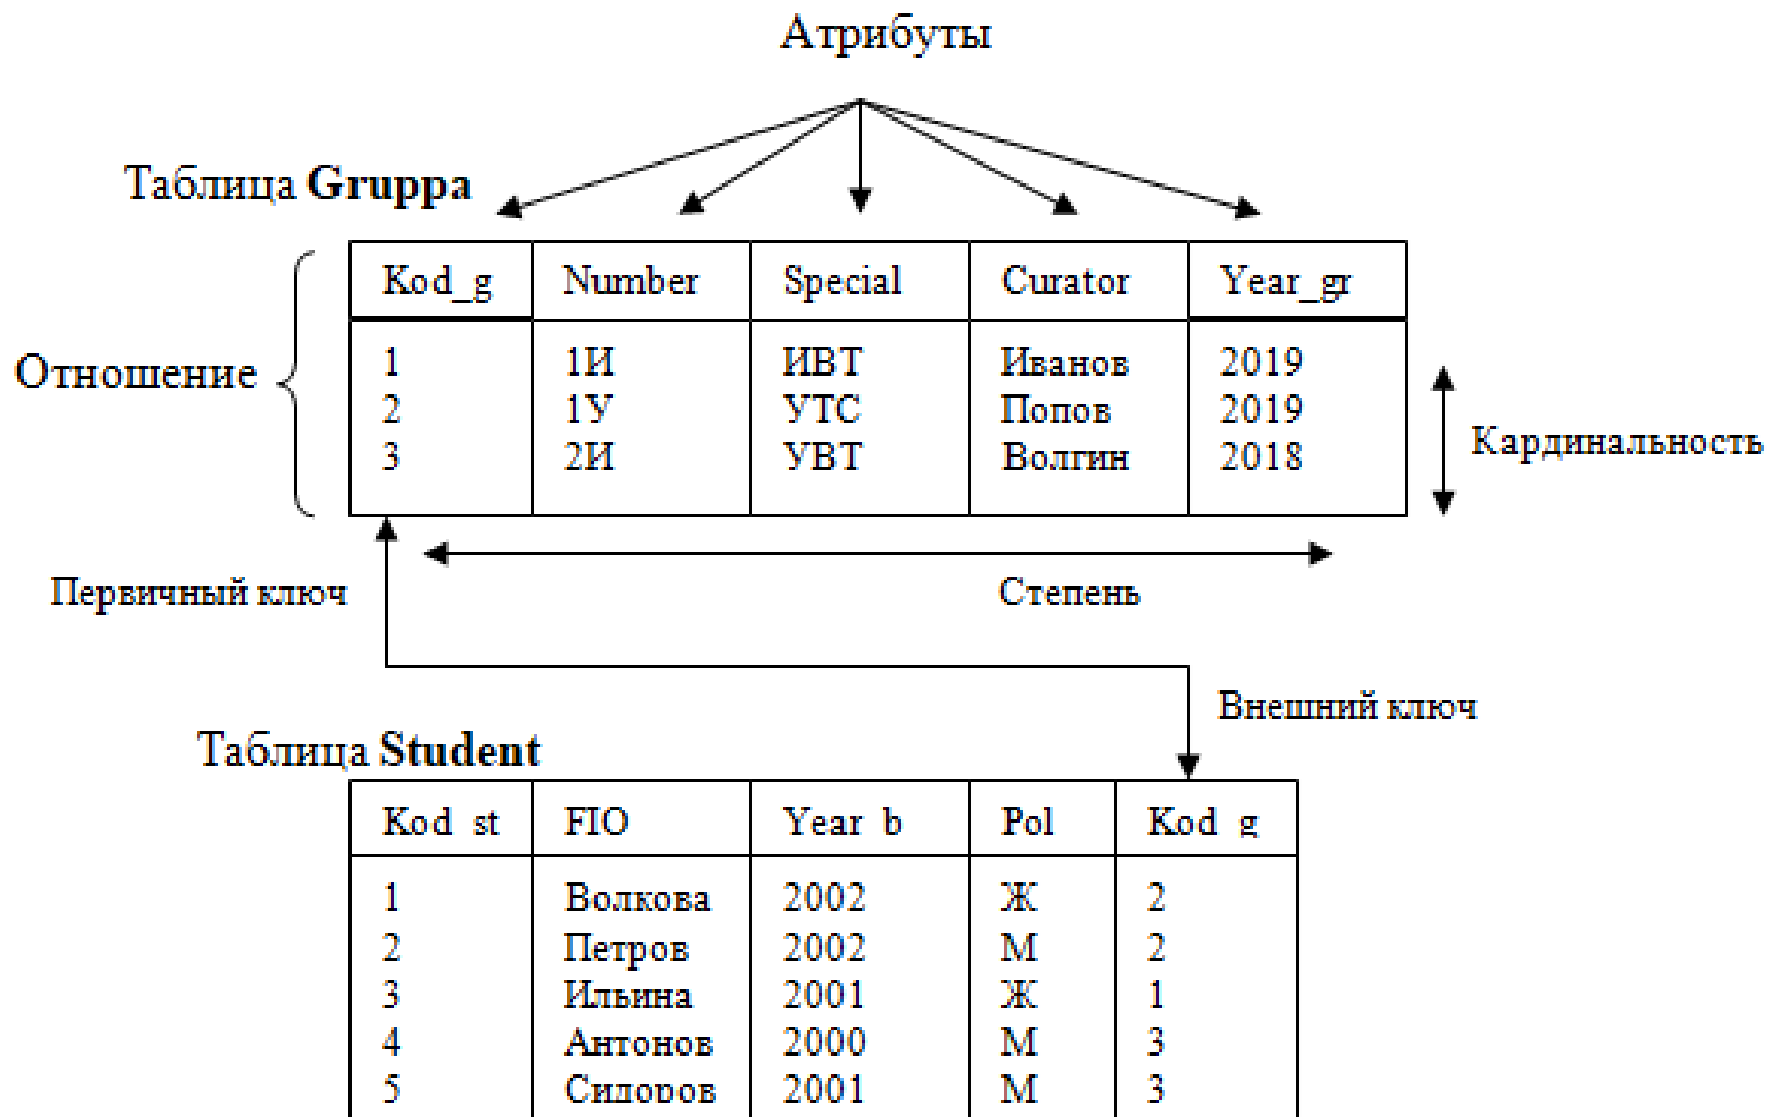 Атрибуты
Таблица Gruppa
Kod_g Number Special Curator Year_gr
Отношение
1 1И ИВТ Иванов 2019
2 1У УТС Попов 2019
3 2И УВТ Волгин 2018
Кардинальность
Первичный ключ Степень
Внешний ключ
Таблица Student
Kod_st FIO Year_b Pol Kod_g
1 Волкова 2002 Ж 2
2 Петров 2002 М 2
3 Ильина 2001 Ж 1
4 Антонов 2000 М 3
5 Сидоров 2001 М 3